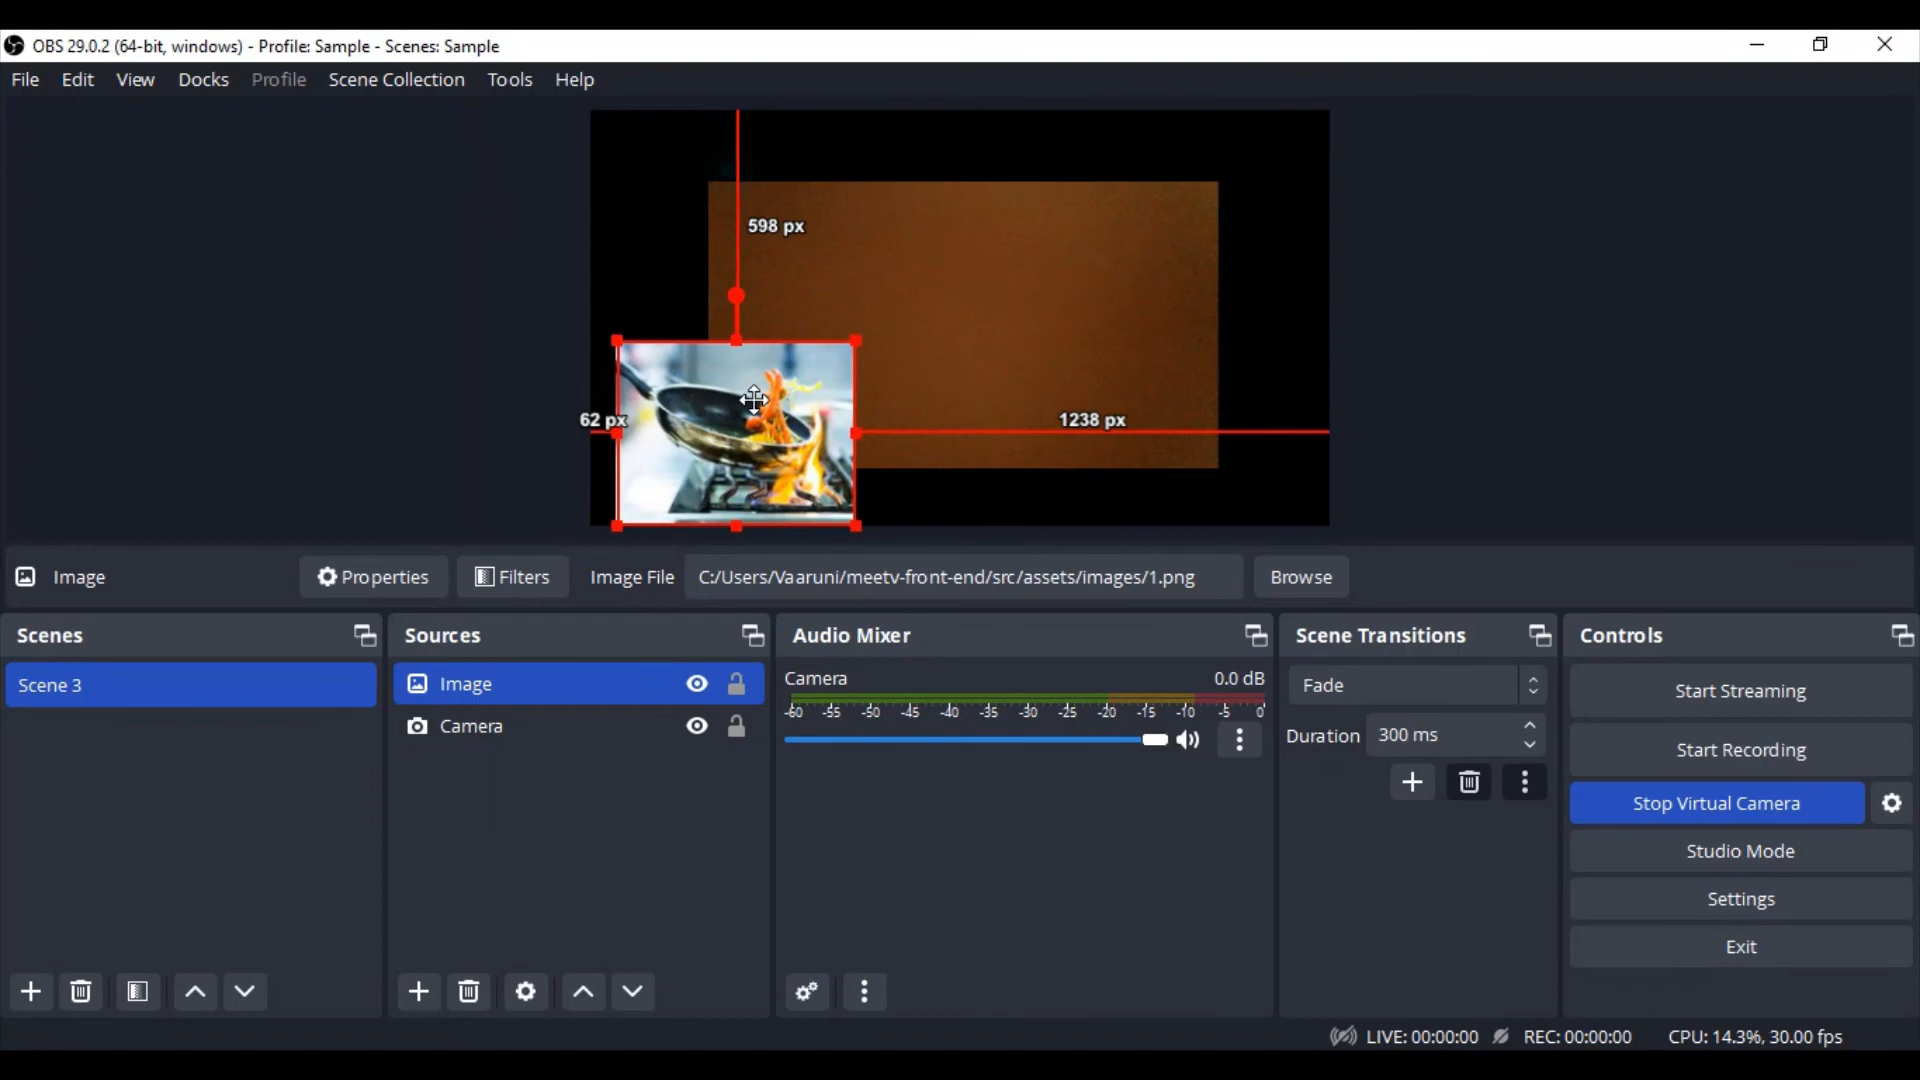 OBS 29.0.2 (64-bit, windows) - Profile: Sample - Scenes: Sample
File Edit View Docks Profile Scene Collection Tools Help
598 px
62 px
1238 px
Image Properties Filters Image File C:/Users/Vaaruni/meetv-front-end/src/assets/images/1.png Browse
Scenes
Scene 3
Sources
Image
Camera
Audio Mixer
Camera 0.0 dB
-60 -55 -50 -45 -40 -35 -30 -25 -20 -15 -10 -5 0
Scene Transitions
Fade
Duration 300 ms
Controls
Start Streaming
Start Recording
Stop Virtual Camera
Studio Mode
Settings
Exit
LIVE: 00:00:00 REC: 00:00:00 CPU: 14.3%, 30.00 fps